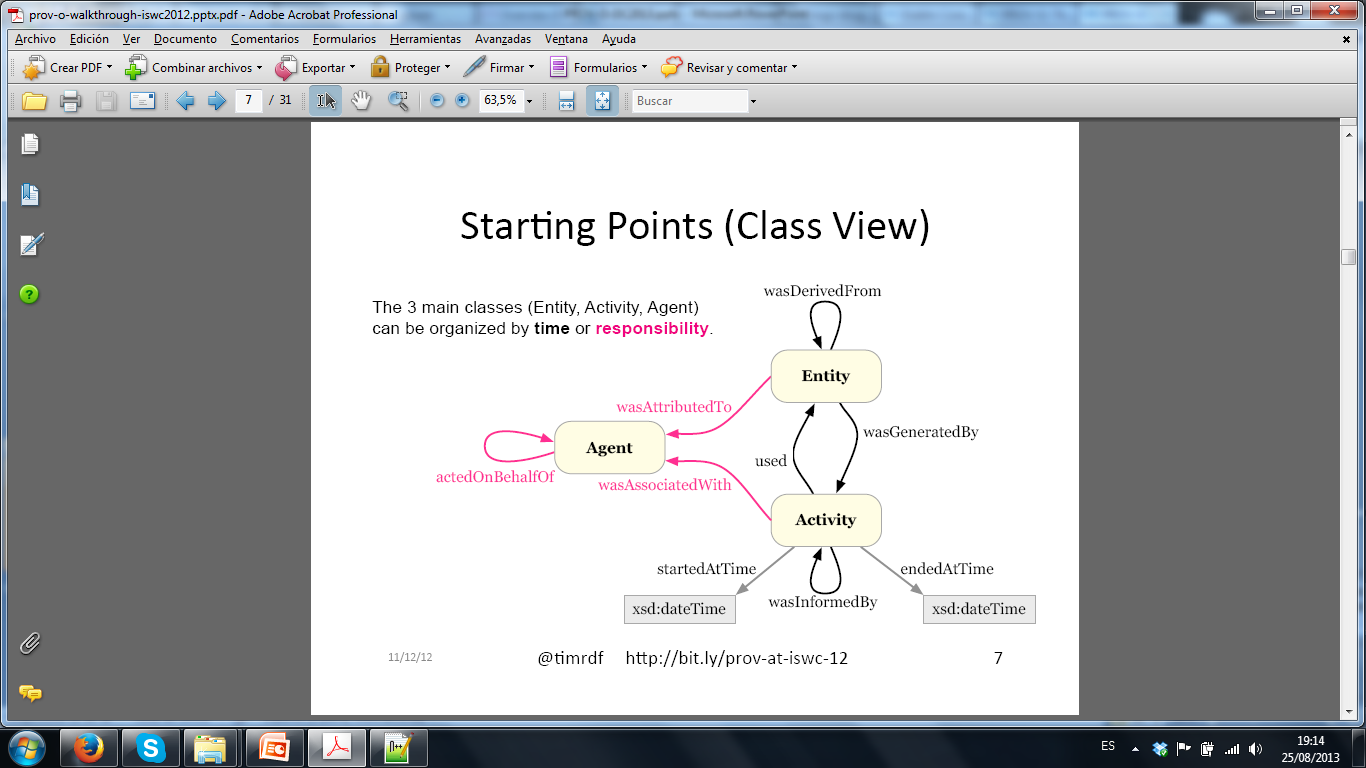 prov-o-walkthrough-iswc2012.pptx.pdf - Adobe Acrobat Professional
Archivo Edición Ver Documento Comentarios Formularios Herramientas Avanzadas Ventana Ayuda
Crear PDF Combinar archivos Exportar Proteger Firmar Formularios Revisar y comentar
7 / 31 63,5% Buscar
Starting Points (Class View)
The 3 main classes (Entity, Activity, Agent)
can be organized by time or responsibility.
wasDerivedFrom
Entity
wasAttributedTo
wasGeneratedBy
Agent
used
actedOnBehalfOf
wasAssociatedWith
Activity
startedAtTime
endedAtTime
wasInformedBy
xsd:dateTime
xsd:dateTime
11/12/12 @timrdf http://bit.ly/prov-at-iswc-12 7
ES
19:14
25/08/2013